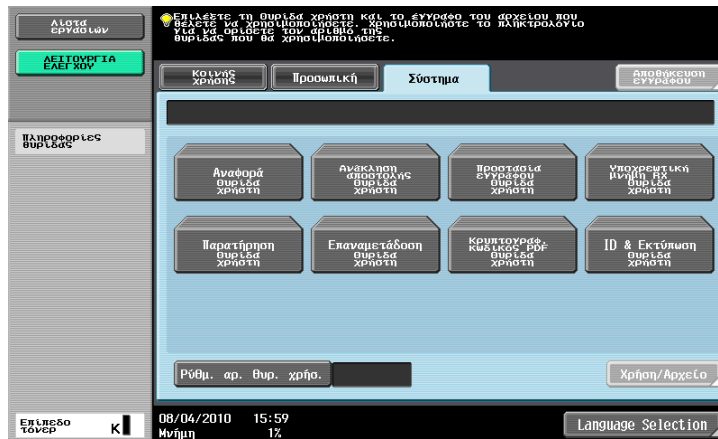 Λίστα
εργασιών
Επιλέξτε τη θυρίδα χρήστη και το έγγραφο του αρχείου που
θέλετε να χρησιμοποιήσετε. Χρησιμοποιήστε το πληκτρολόγιο
για να ορίσετε τον αριθμό της
θυρίδας που θα χρησιμοποιήσετε.
ΛΕΙΤΟΥΡΓΙΑ
ΕΛΕΓΧΟΥ
Κοινής
χρήσης
Προσωπική
Σύστημα
Αποθήκευση
εγγράφου
Πληροφορίες
θυρίδας
Αναφορά
θυρίδα
χρήστη
Ανάκληση
αποστολής
θυρίδα
χρήστη
Προστασία
εγγράφου
θυρίδα
χρήστη
Υποχρεωτική
μνήμη RX
θυρίδα
χρήστη
Παρατήρηση
θυρίδα
χρήστη
Επαναμετάδοση
θυρίδα
χρήστη
Κρυπτογράφ.
κωδικός PDF
θυρίδα
χρήστη
ID & Εκτύπωση
θυρίδα
χρήστη
Ρύθμ. αρ. θυρ. χρήσ.
Χρήση/Αρχείο
Επίπεδο
τόνερ
K
08/04/2010 15:59
Μνήμη 1%
Language Selection